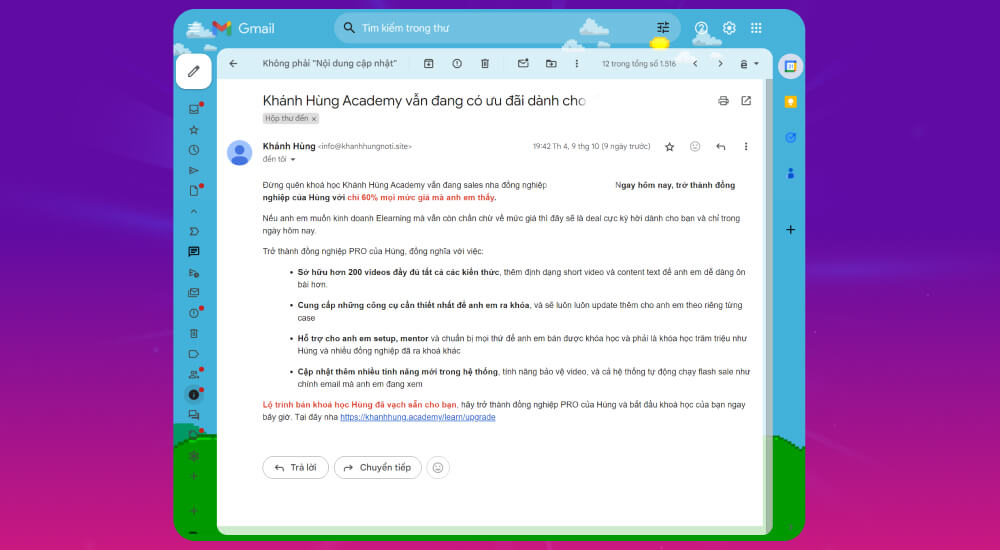 Gmail
Tìm kiếm trong thư
Không phải "Nội dung cập nhật"
12 trong tổng số 1.516
Khánh Hùng Academy vẫn đang có ưu đãi dành cho
Hộp thư đến x
Khánh Hùng <info@khanhhungnoti.site>
19:42 Th 4, 9 thg 10 (9 ngày trước)
đến tôi
Đừng quên khoá học Khánh Hùng Academy vẫn đang sales nha đồng nghiệp Ngay hôm nay, trở thành đồng
nghiệp của Hùng với chỉ 60% mọi mức giá mà anh em thấy.
Nếu anh em muốn kinh doanh Elearning mà vẫn còn chần chừ về mức giá thì đây sẽ là deal cực kỳ hời dành cho bạn và chỉ trong
ngày hôm nay.
Trở thành đồng nghiệp PRO của Hùng, đồng nghĩa với việc:
• Sở hữu hơn 200 videos đầy đủ tất cả các kiến thức, thêm định dạng short video và content text để anh em dễ dàng ôn
bài hơn.
• Cung cấp những công cụ cần thiết nhất để anh em ra khóa, và sẽ luôn luôn update thêm cho anh em theo riêng từng
case
• Hỗ trợ cho anh em setup, mentor và chuẩn bị mọi thứ để anh em bán được khóa học và phải là khóa học trăm triệu như
Hùng và nhiều đồng nghiệp đã ra khoá khác
• Cập nhật thêm nhiều tính năng mới trong hệ thống, tính năng bảo vệ video, và cả hệ thống tự động chạy flash sale như
chính email mà anh em đang xem
Lộ trình bán khoá học Hùng đã vạch sẵn cho bạn, hãy trở thành đồng nghiệp PRO của Hùng và bắt đầu khoá học của bạn ngay
bây giờ. Tại đây nha https://khanhhung.academy/learn/upgrade
Trả lời
Chuyển tiếp